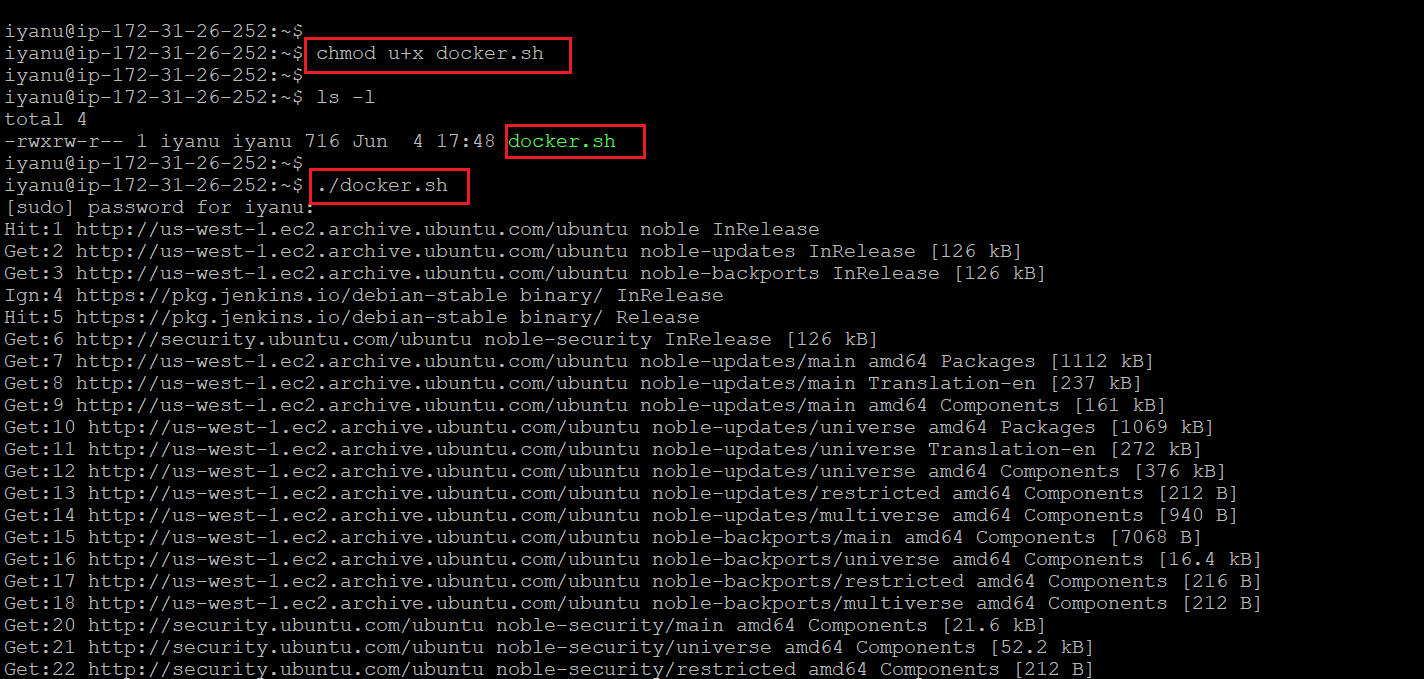 iyanu@ip-172-31-26-252:~$
iyanu@ip-172-31-26-252:~$ chmod u+x docker.sh
iyanu@ip-172-31-26-252:~$
iyanu@ip-172-31-26-252:~$ ls -l
total 4
-rwxrw-r-- 1 iyanu iyanu 716 Jun  4 17:48 docker.sh
iyanu@ip-172-31-26-252:~$
iyanu@ip-172-31-26-252:~$ ./docker.sh
[sudo] password for iyanu:
Hit:1 http://us-west-1.ec2.archive.ubuntu.com/ubuntu noble InRelease
Get:2 http://us-west-1.ec2.archive.ubuntu.com/ubuntu noble-updates InRelease [126 kB]
Get:3 http://us-west-1.ec2.archive.ubuntu.com/ubuntu noble-backports InRelease [126 kB]
Ign:4 https://pkg.jenkins.io/debian-stable binary/ InRelease
Hit:5 https://pkg.jenkins.io/debian-stable binary/ Release
Get:6 http://security.ubuntu.com/ubuntu noble-security InRelease [126 kB]
Get:7 http://us-west-1.ec2.archive.ubuntu.com/ubuntu noble-updates/main amd64 Packages [1112 kB]
Get:8 http://us-west-1.ec2.archive.ubuntu.com/ubuntu noble-updates/main Translation-en [237 kB]
Get:9 http://us-west-1.ec2.archive.ubuntu.com/ubuntu noble-updates/main amd64 Components [161 kB]
Get:10 http://us-west-1.ec2.archive.ubuntu.com/ubuntu noble-updates/universe amd64 Packages [1069 kB]
Get:11 http://us-west-1.ec2.archive.ubuntu.com/ubuntu noble-updates/universe Translation-en [272 kB]
Get:12 http://us-west-1.ec2.archive.ubuntu.com/ubuntu noble-updates/universe amd64 Components [376 kB]
Get:13 http://us-west-1.ec2.archive.ubuntu.com/ubuntu noble-updates/restricted amd64 Components [212 B]
Get:14 http://us-west-1.ec2.archive.ubuntu.com/ubuntu noble-updates/multiverse amd64 Components [940 B]
Get:15 http://us-west-1.ec2.archive.ubuntu.com/ubuntu noble-backports/main amd64 Components [7068 B]
Get:16 http://us-west-1.ec2.archive.ubuntu.com/ubuntu noble-backports/universe amd64 Components [16.4 kB]
Get:17 http://us-west-1.ec2.archive.ubuntu.com/ubuntu noble-backports/restricted amd64 Components [216 B]
Get:18 http://us-west-1.ec2.archive.ubuntu.com/ubuntu noble-backports/multiverse amd64 Components [212 B]
Get:20 http://security.ubuntu.com/ubuntu noble-security/main amd64 Components [21.6 kB]
Get:21 http://security.ubuntu.com/ubuntu noble-security/universe amd64 Components [52.2 kB]
Get:22 http://security.ubuntu.com/ubuntu noble-security/restricted amd64 Components [212 B]